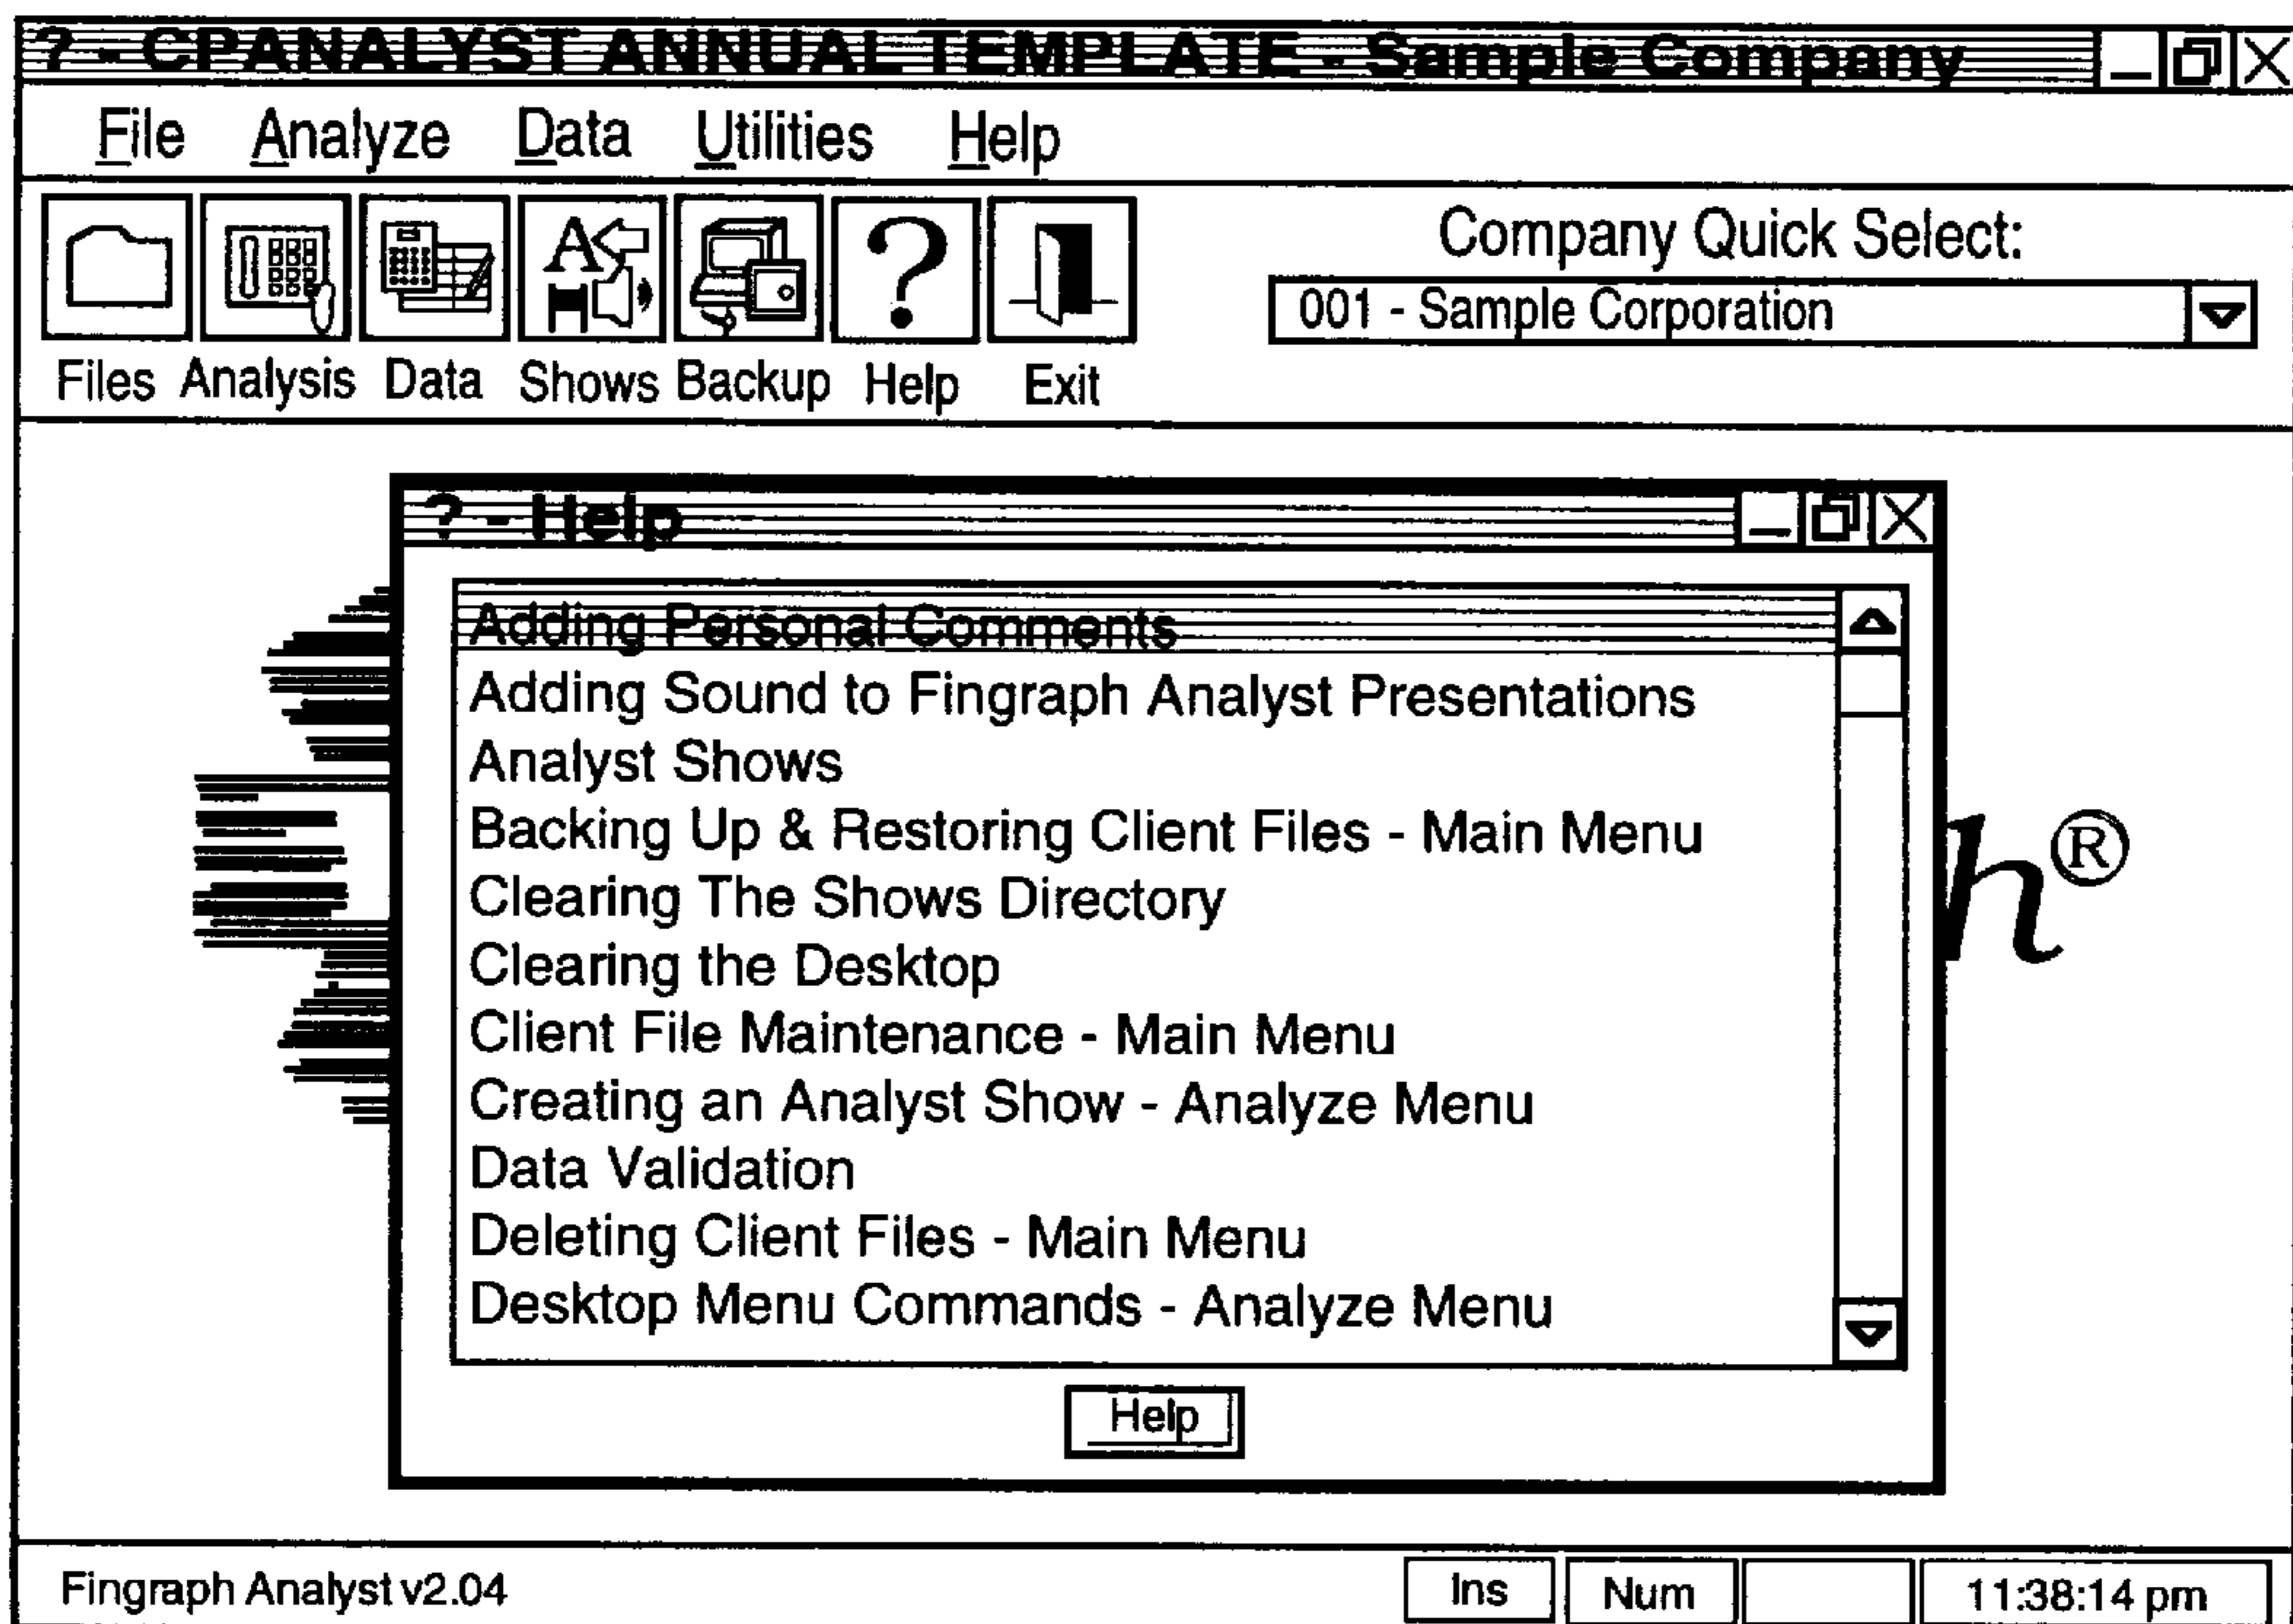 ? - CPANALYST ANNUAL TEMPLATE - Sample Company
File Analyze Data Utilities Help
Company Quick Select:
001 - Sample Corporation
Files Analysis Data Shows Backup Help Exit
? - Help
Adding Personal Comments
Adding Sound to Fingraph Analyst Presentations
Analyst Shows
Backing Up & Restoring Client Files - Main Menu
Clearing The Shows Directory
Clearing the Desktop
Client File Maintenance - Main Menu
Creating an Analyst Show - Analyze Menu
Data Validation
Deleting Client Files - Main Menu
Desktop Menu Commands - Analyze Menu
h®
Help
Fingraph Analyst v2.04 Ins Num 11:38:14 pm